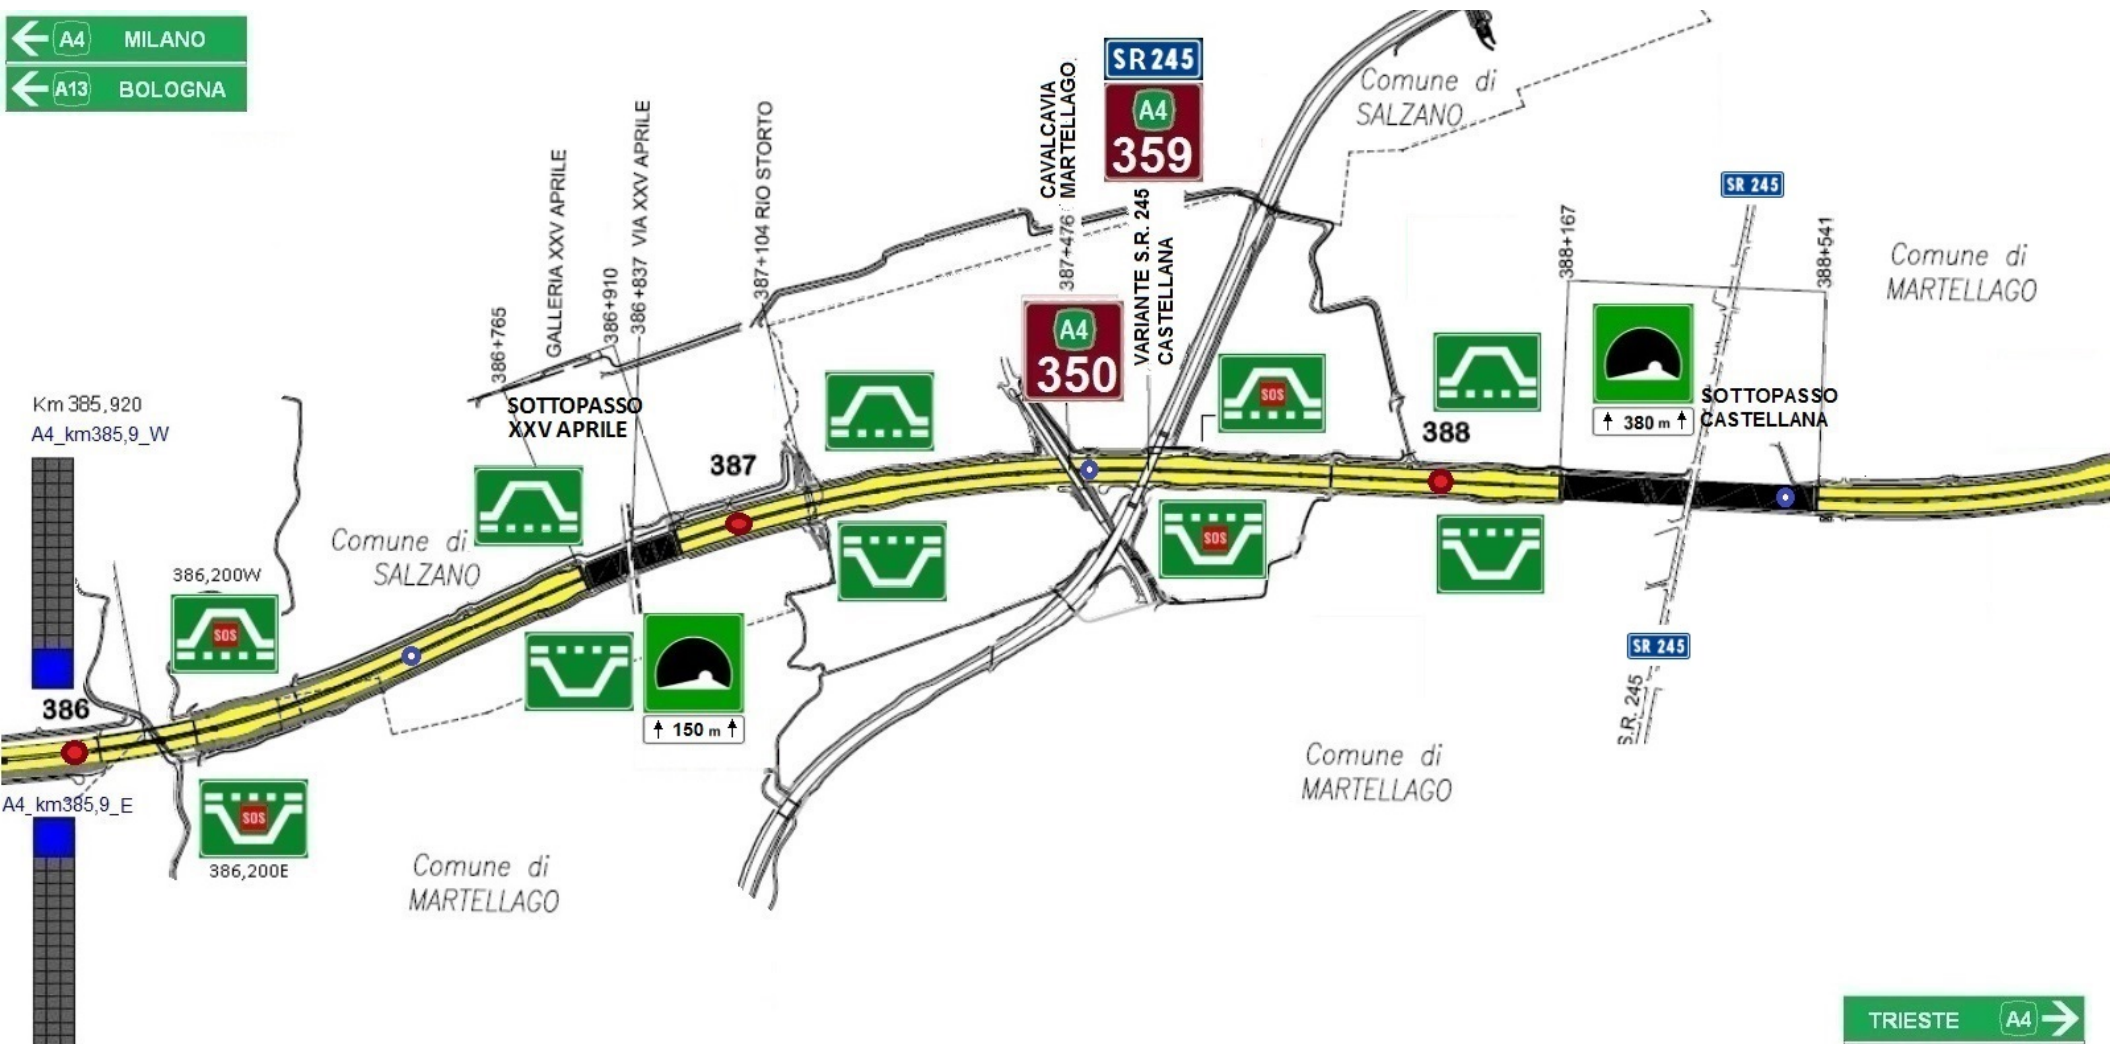 A4 MILANO
A13 BOLOGNA
SR 245
A4
359
CAVALCAVIA
MARTELLAGO
387+476
A4
350
VARIANTE S.R. 245
CASTELLANA
Comune di
SALZANO
SR 245
388+167
388+541
Comune di
MARTELLAGO
386+765
GALLERIA XXV APRILE
386+910
386+837 VIA XXV APRILE
387+104 RIO STORTO
Km 385,920
A4_km385,9_W
SOTTOPASSO
XXV APRILE
387
SOS
388
380 m
SOTTOPASSO
CASTELLANA
Comune di
SALZANO
386,200W
SOS
386
SOS
150 m
SR 245
S.R. 245
A4_km385,9_E
SOS
386,200E
Comune di
MARTELLAGO
Comune di
MARTELLAGO
TRIESTE A4